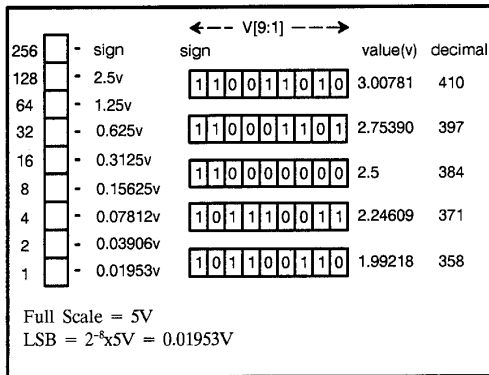 V[9:1]
256 - sign sign value(v) decimal
128 - 2.5v 1 1 0 0 1 1 0 1 0 3.00781 410
64 - 1.25v
32 - 0.625v 1 1 0 0 0 1 1 0 1 2.75390 397
16 - 0.3125v 1 1 0 0 0 0 0 0 0 2.5 384
8 - 0.15625v
4 - 0.07812v 1 0 1 1 1 0 0 1 1 2.24609 371
2 - 0.03906v
1 - 0.01953v 1 0 1 1 0 0 1 1 0 1.99218 358
Full Scale = 5V
LSB = 2⁻⁸x5V = 0.01953V